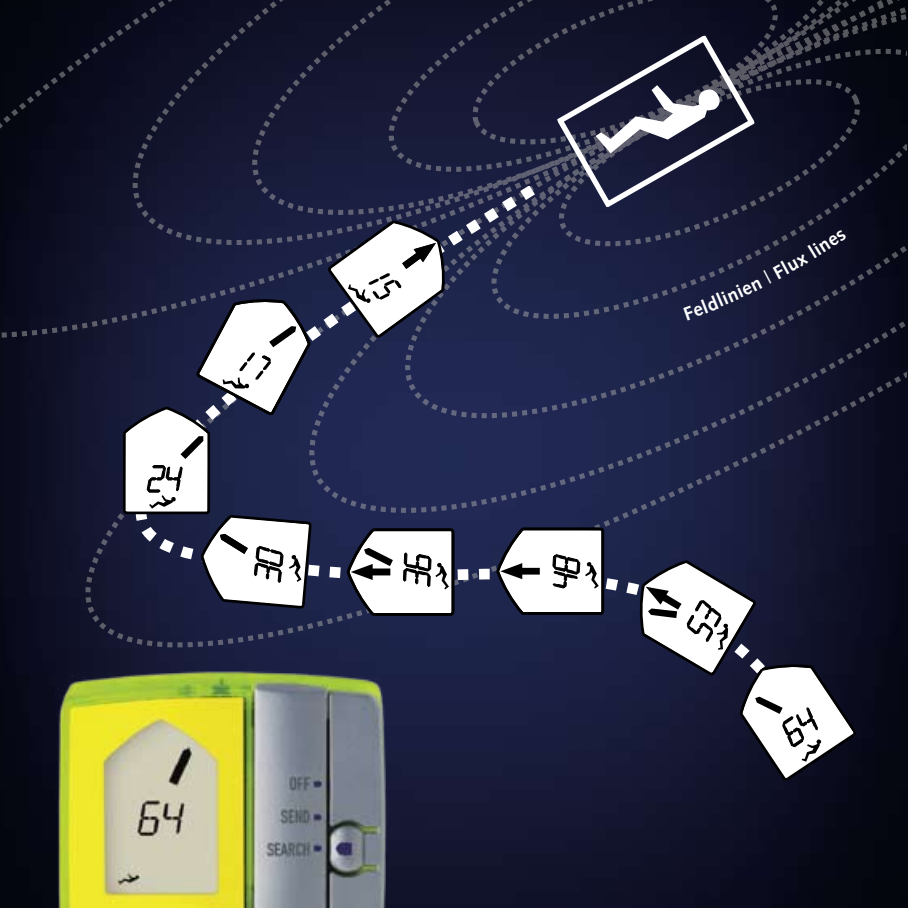 Feldlinien | Flux lines
15
17
24
30
36
48
53
64
64
OFF
SEND
SEARCH